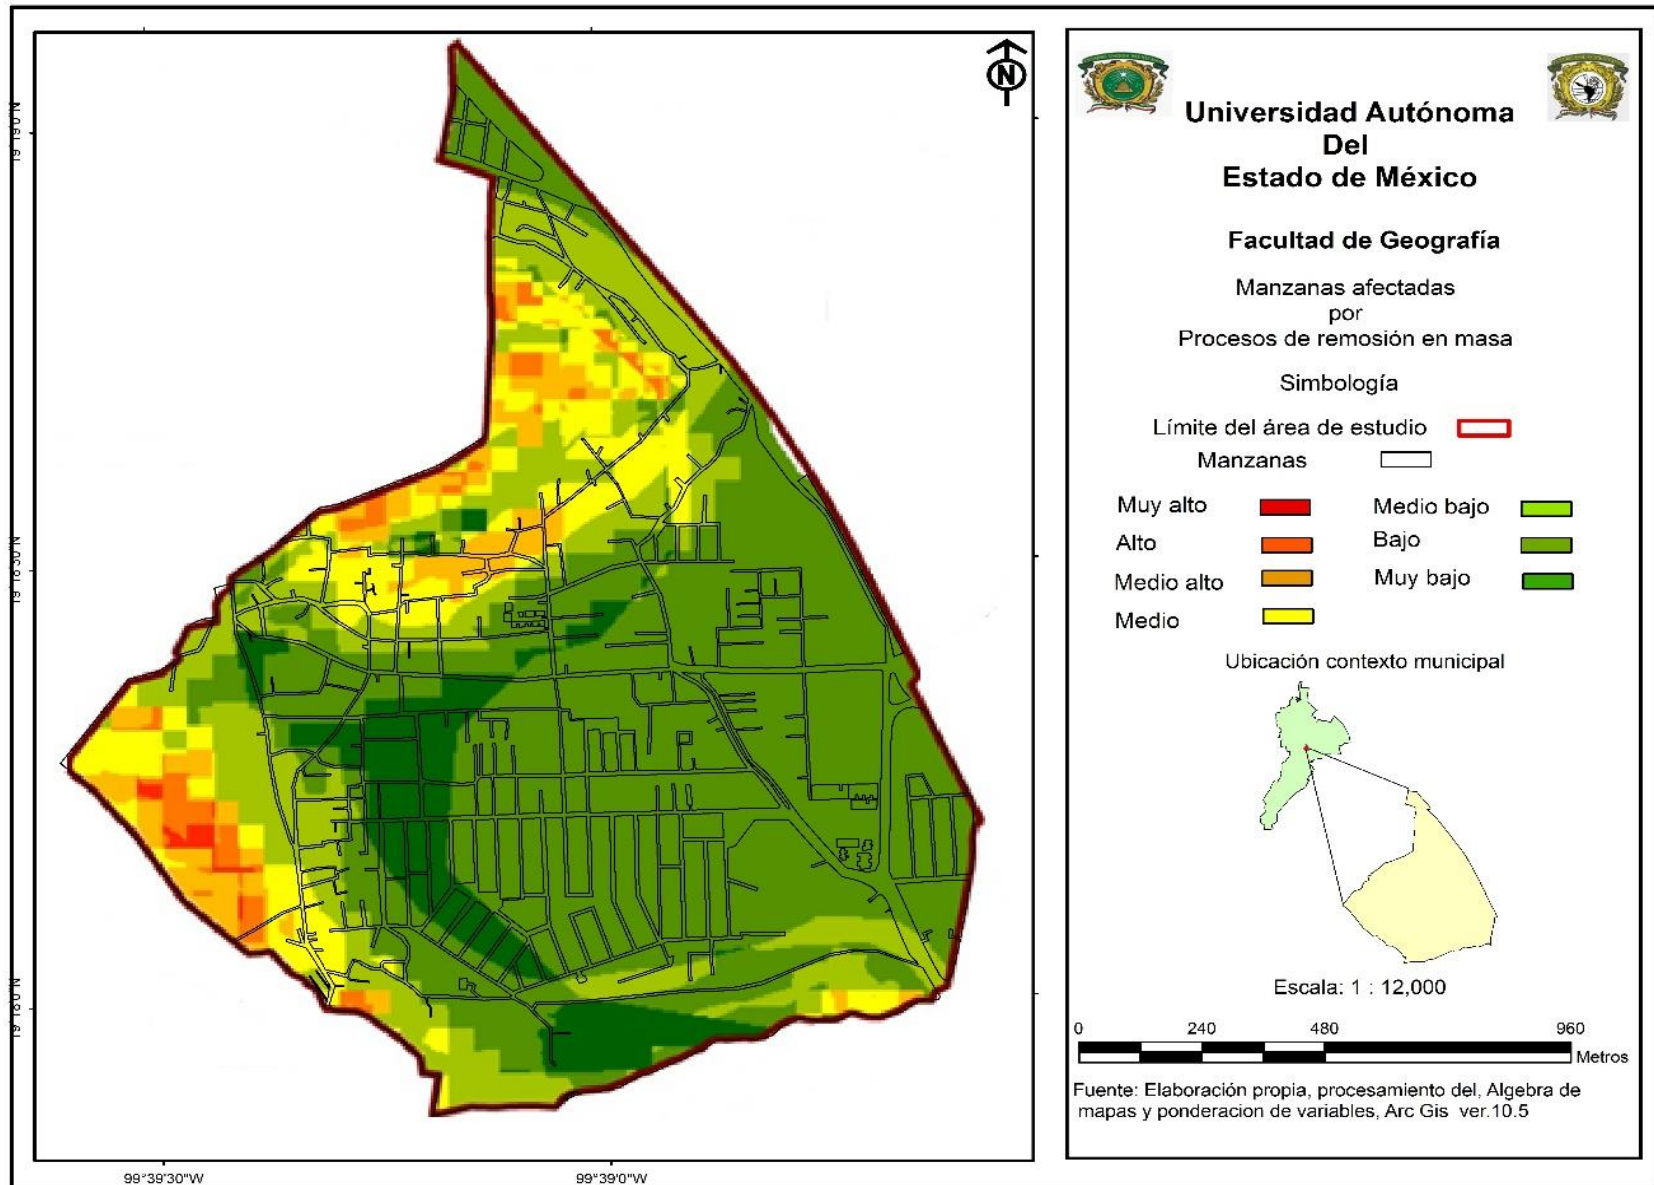 N
Universidad Autónoma
Del
Estado de México
Facultad de Geografía
Manzanas afectadas
por
Procesos de remosión en masa
Simbología
Límite del área de estudio
Manzanas
Muy alto
Medio bajo
Alto
Bajo
Medio alto
Muy bajo
Medio
Ubicación contexto municipal
Escala: 1 : 12,000
0 240 480 960
Metros
Fuente: Elaboración propia, procesamiento del, Algebra de
mapas y ponderacion de variables, Arc Gis ver.10.5
99°39'30"W 99°39'0"W